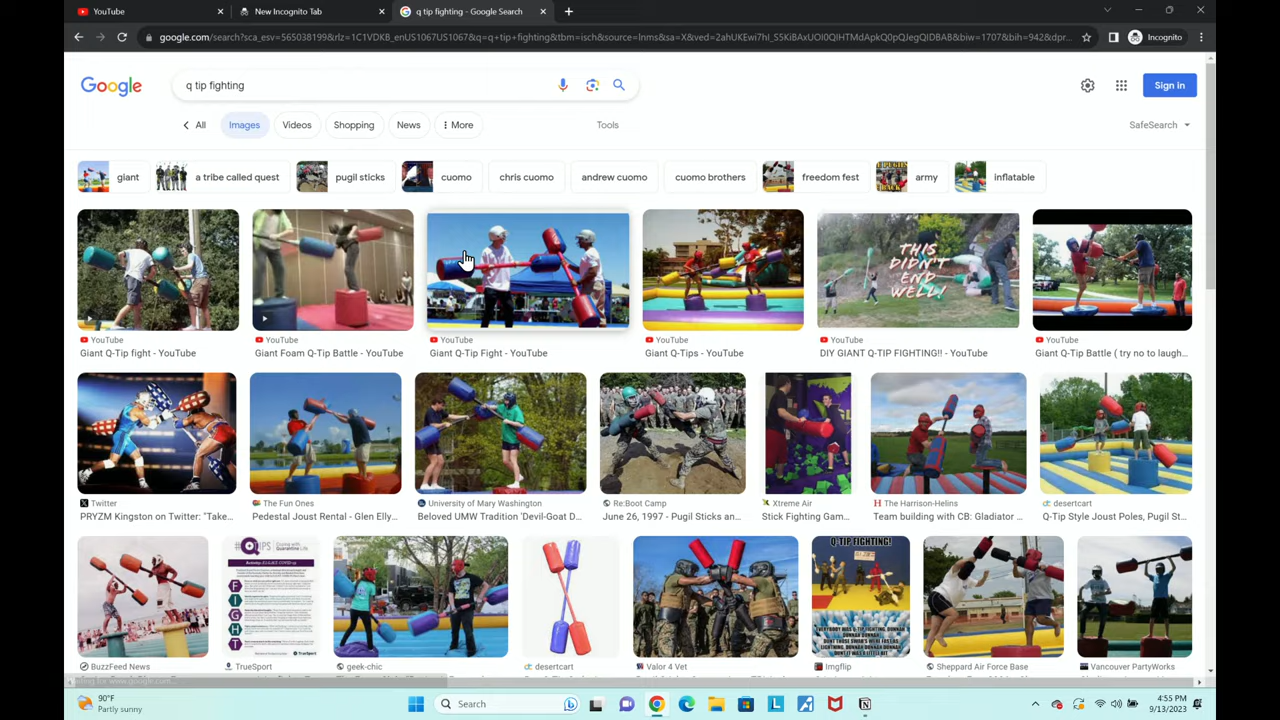 YouTube
New Incognito Tab
q tip fighting - Google Search
google.com/search?sca_esv=565038199&rlz=1C1VDKB_enUS1067US1067&q=q+tip+fighting&tbm=isch&source=lnms&sa=X&
Incognito
Google
q tip fighting
Sign in
All
Images
Videos
Shopping
News
More
Tools
SafeSearch
giant
a tribe called quest
pugil sticks
cuomo
chris cuomo
andrew cuomo
cuomo brothers
freedom fest
army
inflatable
THIS
DIDN'T
END
WELL!
YouTube
YouTube
YouTube
YouTube
YouTube
YouTube
Giant Q-Tip fight - YouTube
Giant Foam Q-Tip Battle - YouTube
Giant Q-Tip Fight - YouTube
Giant Q-Tips - YouTube
DIY GIANT Q-TIP FIGHTING!! - YouTube
Giant Q-Tip Battle ( try no to laugh...
Twitter
The Fun Ones
University of Mary Washington
Re:Boot Camp
Xtreme Air
The Harrison-Helins
desertcart
PRYZM Kingston on Twitter: "Take...
Pedestal Joust Rental - Glen Elly...
Beloved UMW Tradition 'Devil-Goat D...
June 26, 1997 - Pugil Sticks an...
Stick Fighting Gam...
Team building with CB: Gladiator ...
Q-Tip Style Joust Poles, Pugil St...
Q-TIP FIGHTING!
BuzzFeed News
TrueSport
geek-chic
desertcart
Valor 4 Vet
Imgflip
Sheppard Air Force Base
Vancouver PartyWorks
90°F
Partly sunny
Search
4:55 PM
9/13/2023